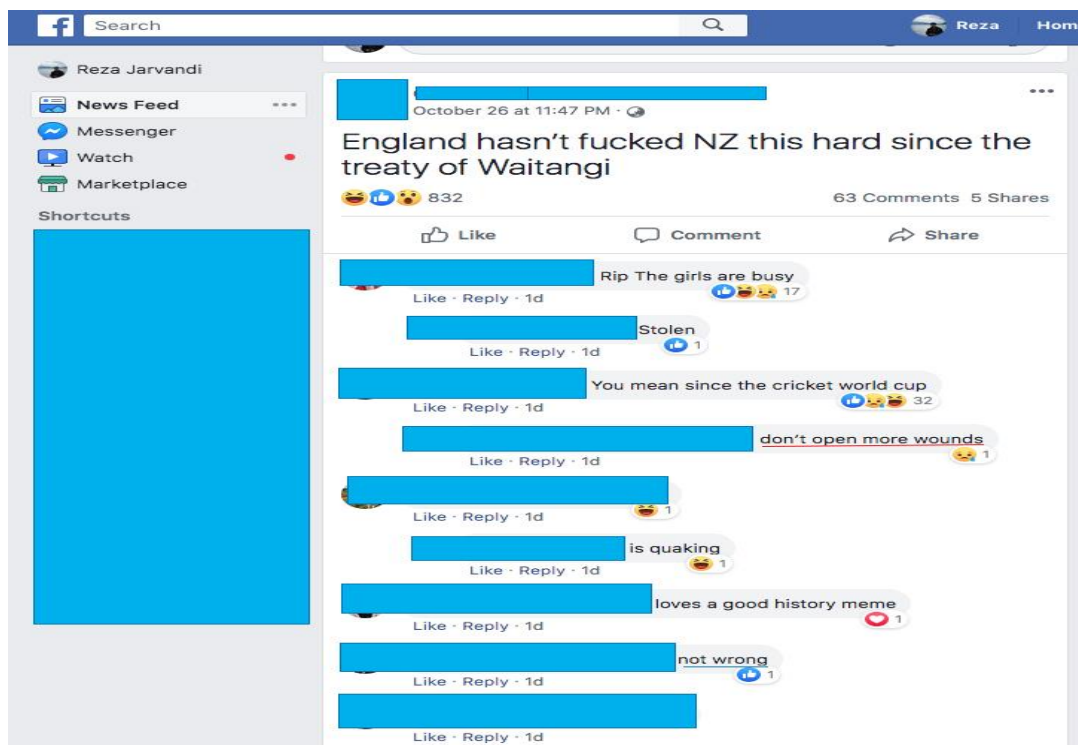 f
Search
Reza
Hom
Reza Jarvandi
News Feed
Messenger
Watch
Marketplace
Shortcuts
October 26 at 11:47 PM ·
England hasn't fucked NZ this hard since the
treaty of Waitangi
832
63 Comments 5 Shares
Like
Comment
Share
Rip The girls are busy
17
Like · Reply · 1d
Stolen
1
Like · Reply · 1d
You mean since the cricket world cup
32
Like · Reply · 1d
don't open more wounds
1
Like · Reply · 1d
1
Like · Reply · 1d
is quaking
1
Like · Reply · 1d
loves a good history meme
1
Like · Reply · 1d
not wrong
1
Like · Reply · 1d
Like · Reply · 1d